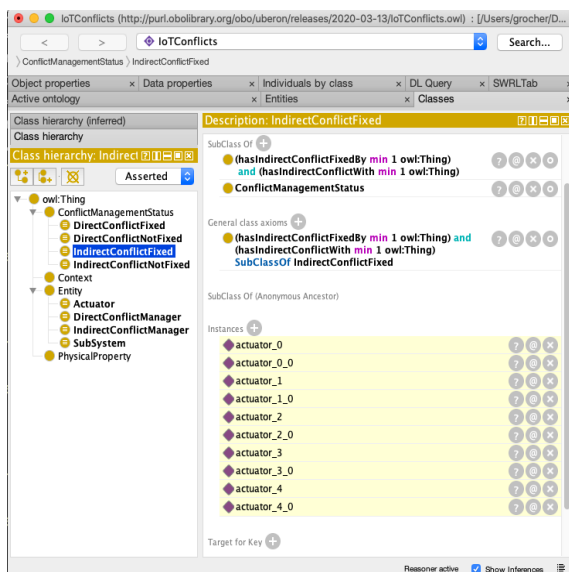 IoTConflicts (http://purl.obolibrary.org/obo/uberon/releases/2020-03-13/IoTConflicts.owl) : [/Users/grocher/D...
< > IoTConflicts Search...
〉ConflictManagementStatus 〉IndirectConflictFixed
Object properties × Data properties × Individuals by class × DL Query × SWRLTab
Active ontology × Entities × Classes
Class hierarchy (inferred)
Class hierarchy
Class hierarchy: Indirect
Asserted
owl:Thing
ConflictManagementStatus
DirectConflictFixed
DirectConflictNotFixed
IndirectConflictFixed
IndirectConflictNotFixed
Context
Entity
Actuator
DirectConflictManager
IndirectConflictManager
SubSystem
PhysicalProperty
Description: IndirectConflictFixed
SubClass Of
(hasIndirectConflictFixedBy min 1 owl:Thing)
and (hasIndirectConflictWith min 1 owl:Thing)
ConflictManagementStatus
General class axioms
(hasIndirectConflictFixedBy min 1 owl:Thing) and
(hasIndirectConflictWith min 1 owl:Thing)
SubClassOf IndirectConflictFixed
SubClass Of (Anonymous Ancestor)
Instances
actuator_0
actuator_0_0
actuator_1
actuator_1_0
actuator_2
actuator_2_0
actuator_3
actuator_3_0
actuator_4
actuator_4_0
Target for Key
Reasoner active Show Inferences